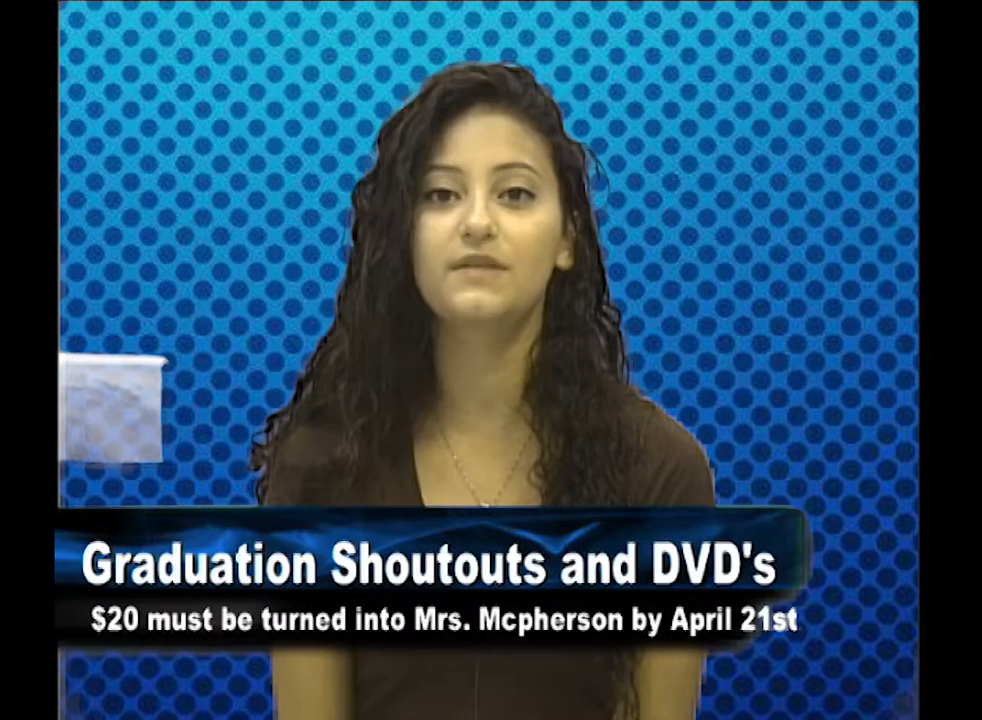 Graduation Shoutouts and DVD's
$20 must be turned into Mrs. Mcpherson by April 21st